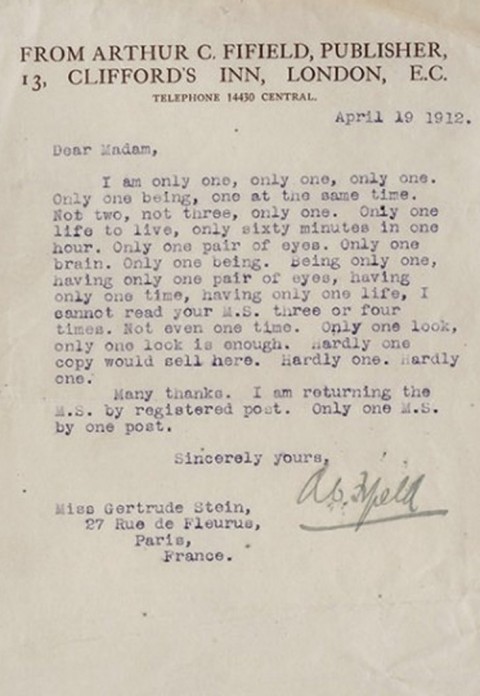 FROM ARTHUR C. FIFIELD, PUBLISHER,
13, CLIFFORD'S INN, LONDON, E.C.
TELEPHONE 14430 CENTRAL.
April 19 1912.
Dear Madam,
I am only one, only one, only one.
Only one being, one at the same time.
Not two, not three, only one. Only one
life to live, only sixty minutes in one
hour. Only one pair of eyes. Only one
brain. Only one being. Being only one,
having only one pair of eyes, having
only one time, having only one life, I
cannot read your M.S. three or four
times. Not even one time. Only one look,
only one look is enough. Hardly one
copy would sell here. Hardly one. Hardly
one.
Many thanks. I am returning the
M.S. by registered post. Only one M.S.
by one post.
Sincerely yours,
A.C. Fifield
Miss Gertrude Stein,
27 Rue de Fleurus,
Paris,
France.